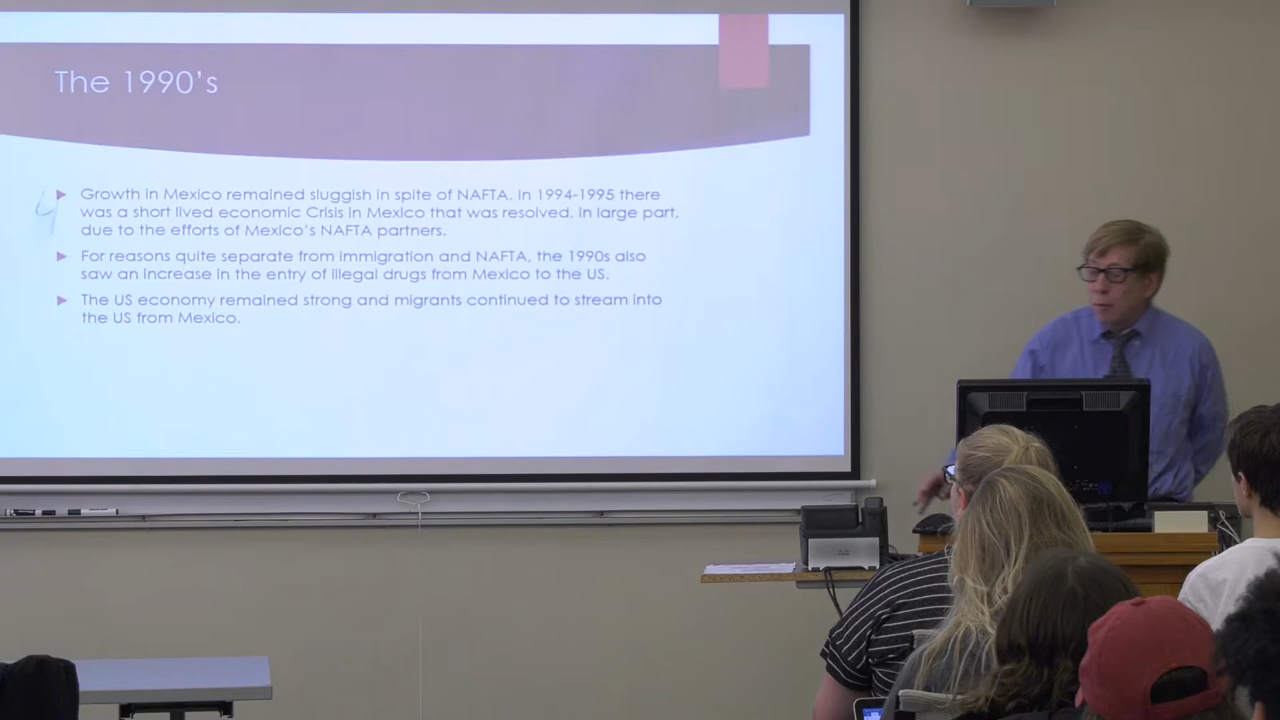 The 1990's
Growth in Mexico remained sluggish in spite of NAFTA. In 1994-1995 there
was a short lived economic Crisis in Mexico that was resolved, in large part,
due to the efforts of Mexico's NAFTA partners.
For reasons quite separate from immigration and NAFTA, the 1990s also
saw an increase in the entry of illegal drugs from Mexico to the US.
The US economy remained strong and migrants continued to stream into
the US from Mexico.